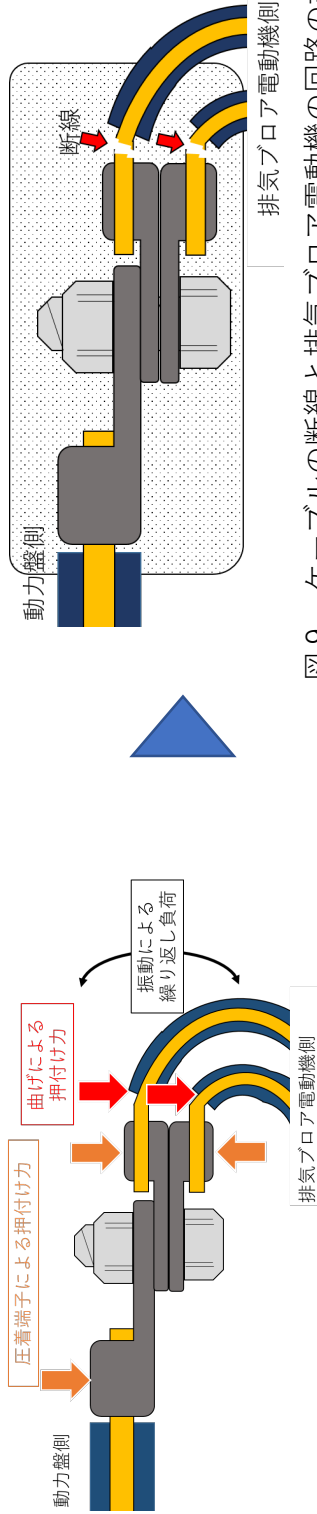 圧着端子による押付け力
曲げによる
押付け力
振動による
繰り返し負荷
動力盤側
排気ブロア電動機側
動力盤側
断線
排気ブロア電動機側
図９　ケーブルの断線と排気ブロア電動機の回路の